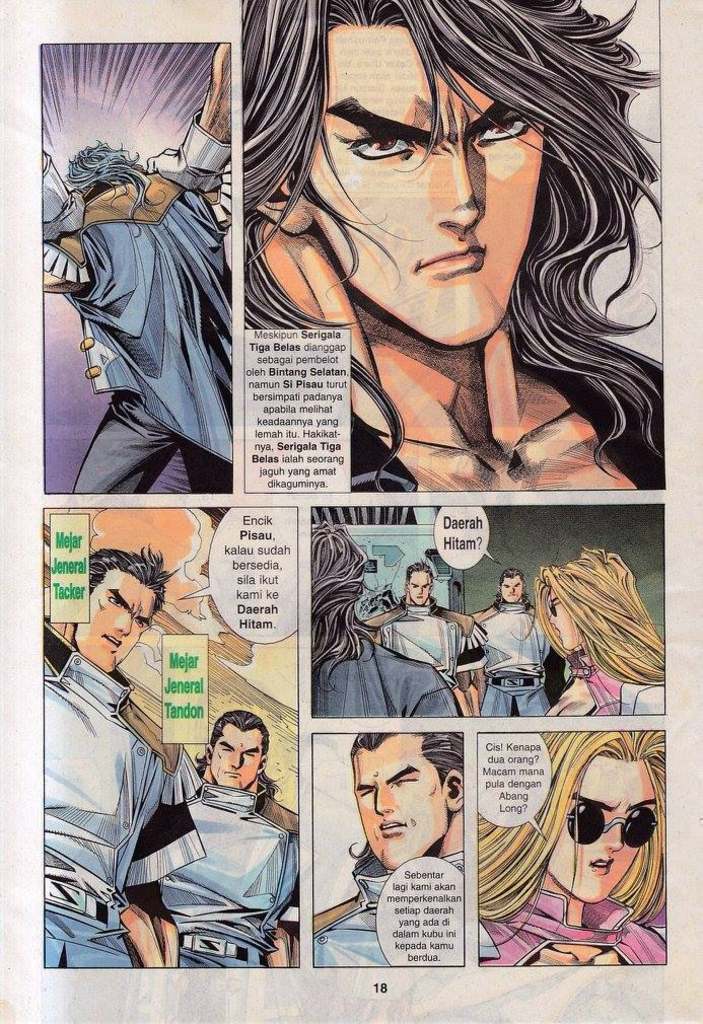 Meskipun Serigala
Tiga Belas dianggap
sebagai pembelot
oleh Bintang Selatan,
namun Si Pisau turut
bersimpati padanya
apabila melihat
keadaannya yang
lemah itu. Hakikat-
nya, Serigala Tiga
Belas ialah seorang
jaguh yang amat
dikaguminya.
Mejar
Jeneral
Tacker
Encik
Pisau,
kalau sudah
bersedia,
sila ikut
kami ke
Daerah
Hitam.
Mejar
Jeneral
Tandon
Daerah
Hitam?
Sebentar
lagi kami akan
memperkenalkan
setiap daerah
yang ada di
dalam kubu ini
kepada kamu
berdua.
Cis! Kenapa
dua orang?
Macam mana
pula dengan
Abang
Long?
18